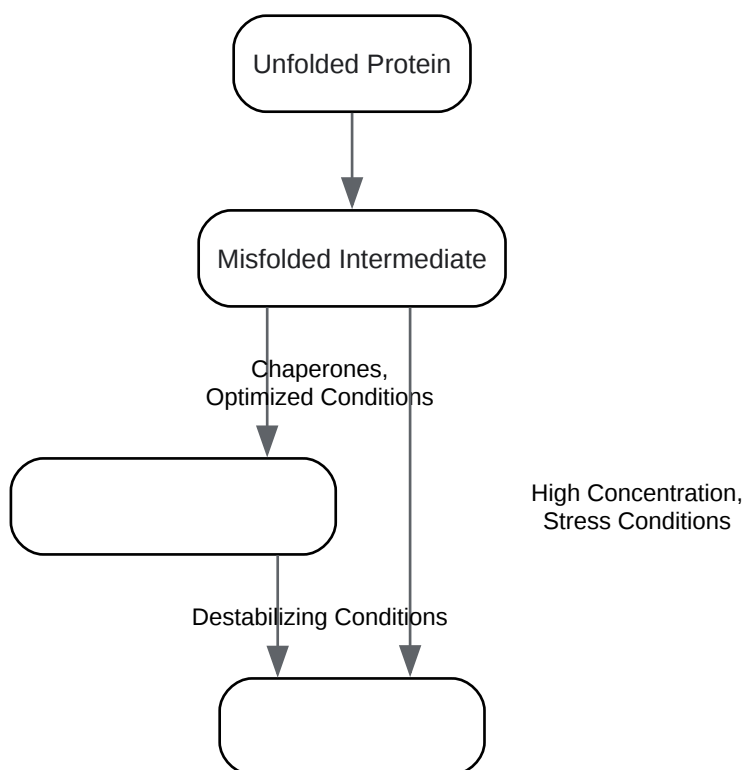 Unfolded Protein
Misfolded Intermediate
Chaperones,
Optimized Conditions
High Concentration,
Stress Conditions
Destabilizing Conditions